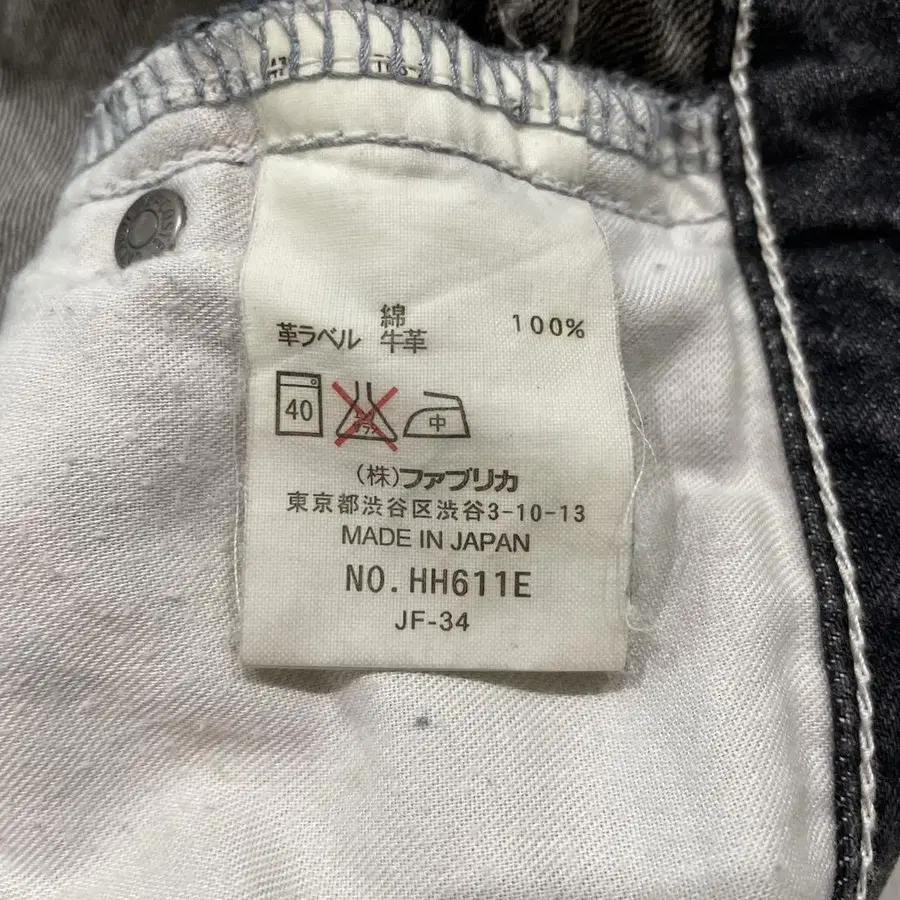 綿 100%
革ラベル 牛革
40 中
(株)ファブリカ
東京都渋谷区渋谷3-10-13
MADE IN JAPAN
NO.HH611E
JF-34